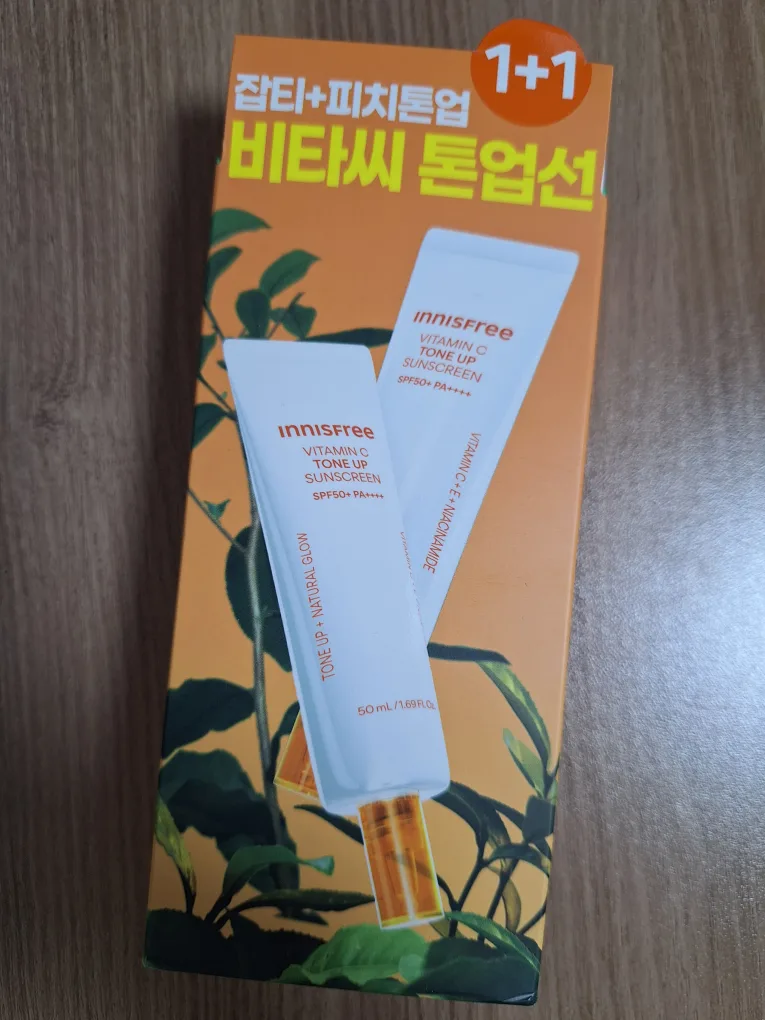 1+1
잡티+피치톤업
비타씨 톤업선
innisfree
VITAMIN C
TONE UP
SUNSCREEN
SPF50+ PA++++
VITAMIN C+E+NIACINAMIDE
innisfree
VITAMIN C
TONE UP
SUNSCREEN
SPF50+ PA++++
TONE UP + NATURAL GLOW
50 mL / 1.69 FL.Oz.